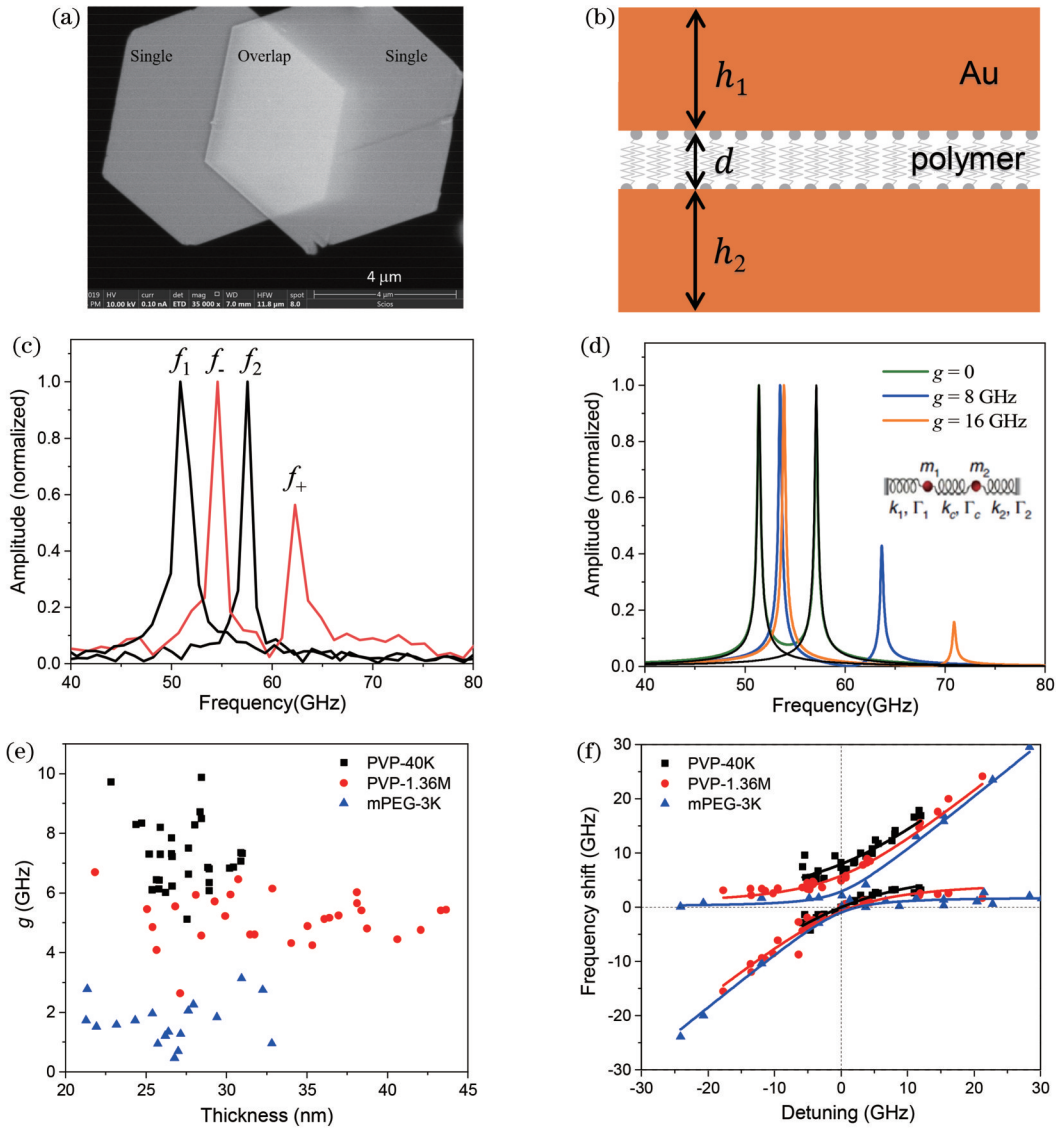 (a)
Single
Overlap
Single
4 μm
019 HV curr det mag □ WD HFW spot
PM 10.00 kV 0.10 nA ETD 35 000 x 7.0 mm 11.8 μm 8.0
4 μm
Scios
(b)
h₁
Au
d
polymer
h₂
(c)
f₁ f₋ f₂
f₊
Amplitude (normalized)
1.0
0.8
0.6
0.4
0.2
0.0
40 50 60 70 80
Frequency(GHz)
(d)
g = 0
g = 8 GHz
g = 16 GHz
m₁ m₂
k₁, Γ₁ k_c, Γ_c k₂, Γ₂
Amplitude (normalized)
1.0
0.8
0.6
0.4
0.2
0.0
40 50 60 70 80
Frequency(GHz)
(e)
PVP-40K
PVP-1.36M
mPEG-3K
g (GHz)
10
8
6
4
2
0
20 25 30 35 40 45
Thickness (nm)
(f)
PVP-40K
PVP-1.36M
mPEG-3K
Frequency shift (GHz)
30
20
10
0
-10
-20
-30
-30 -20 -10 0 10 20 30
Detuning (GHz)